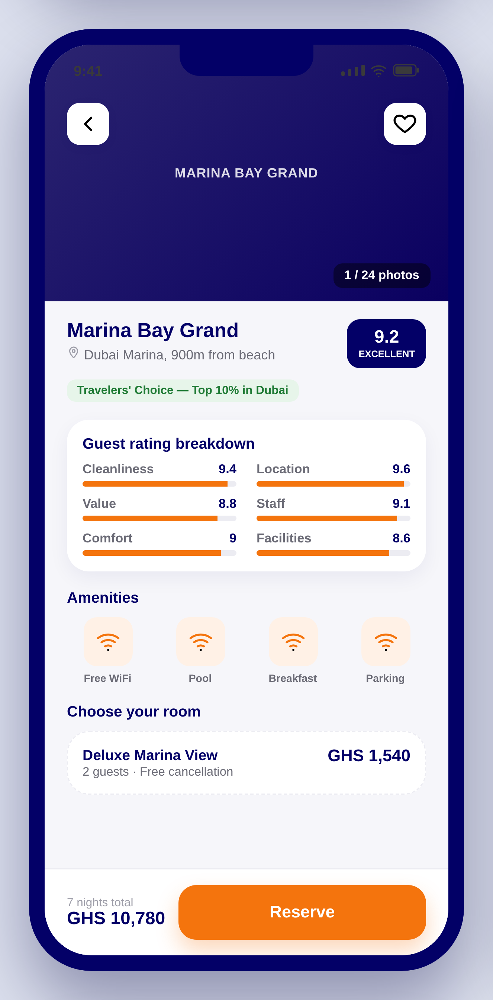 9:41
MARINA BAY GRAND
1 / 24 photos
Marina Bay Grand
Dubai Marina, 900m from beach
9.2
EXCELLENT
Travelers' Choice — Top 10% in Dubai
Guest rating breakdown
Cleanliness 9.4
Location 9.6
Value 8.8
Staff 9.1
Comfort 9
Facilities 8.6
Amenities
Free WiFi
Pool
Breakfast
Parking
Choose your room
Deluxe Marina View
GHS 1,540
2 guests · Free cancellation
7 nights total
GHS 10,780
Reserve